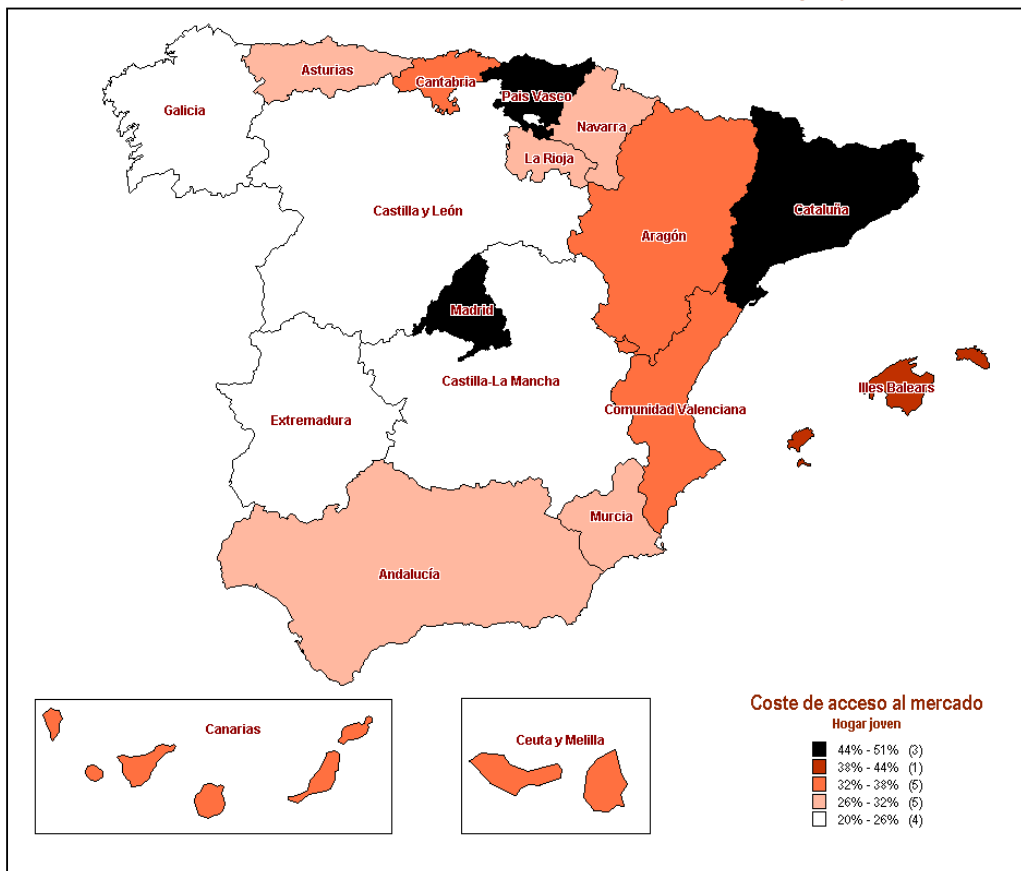 Asturias
Cantabria
Pais Vasco
Galicia
Navarra
La Rioja
Castilla y León
Cataluña
Aragón
Madrid
Castilla-La Mancha
Illes Balears
Comunidad Valenciana
Extremadura
Murcia
Andalucía
Canarias
Ceuta y Melilla
Coste de acceso al mercado
Hogar joven
44% - 51% (3)
38% - 44% (1)
32% - 38% (5)
26% - 32% (5)
20% - 26% (4)